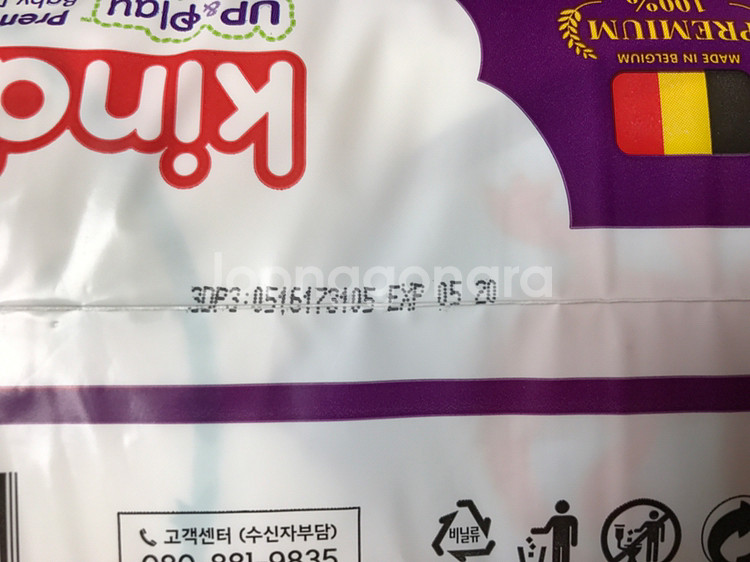 UP & Play
kind
MADE IN BELGIUM
100%
PREMIUM
joongonara
3DP3:0516173105 EXP 05 20
고객센터 (수신자부담)
080-881-9835
비닐류